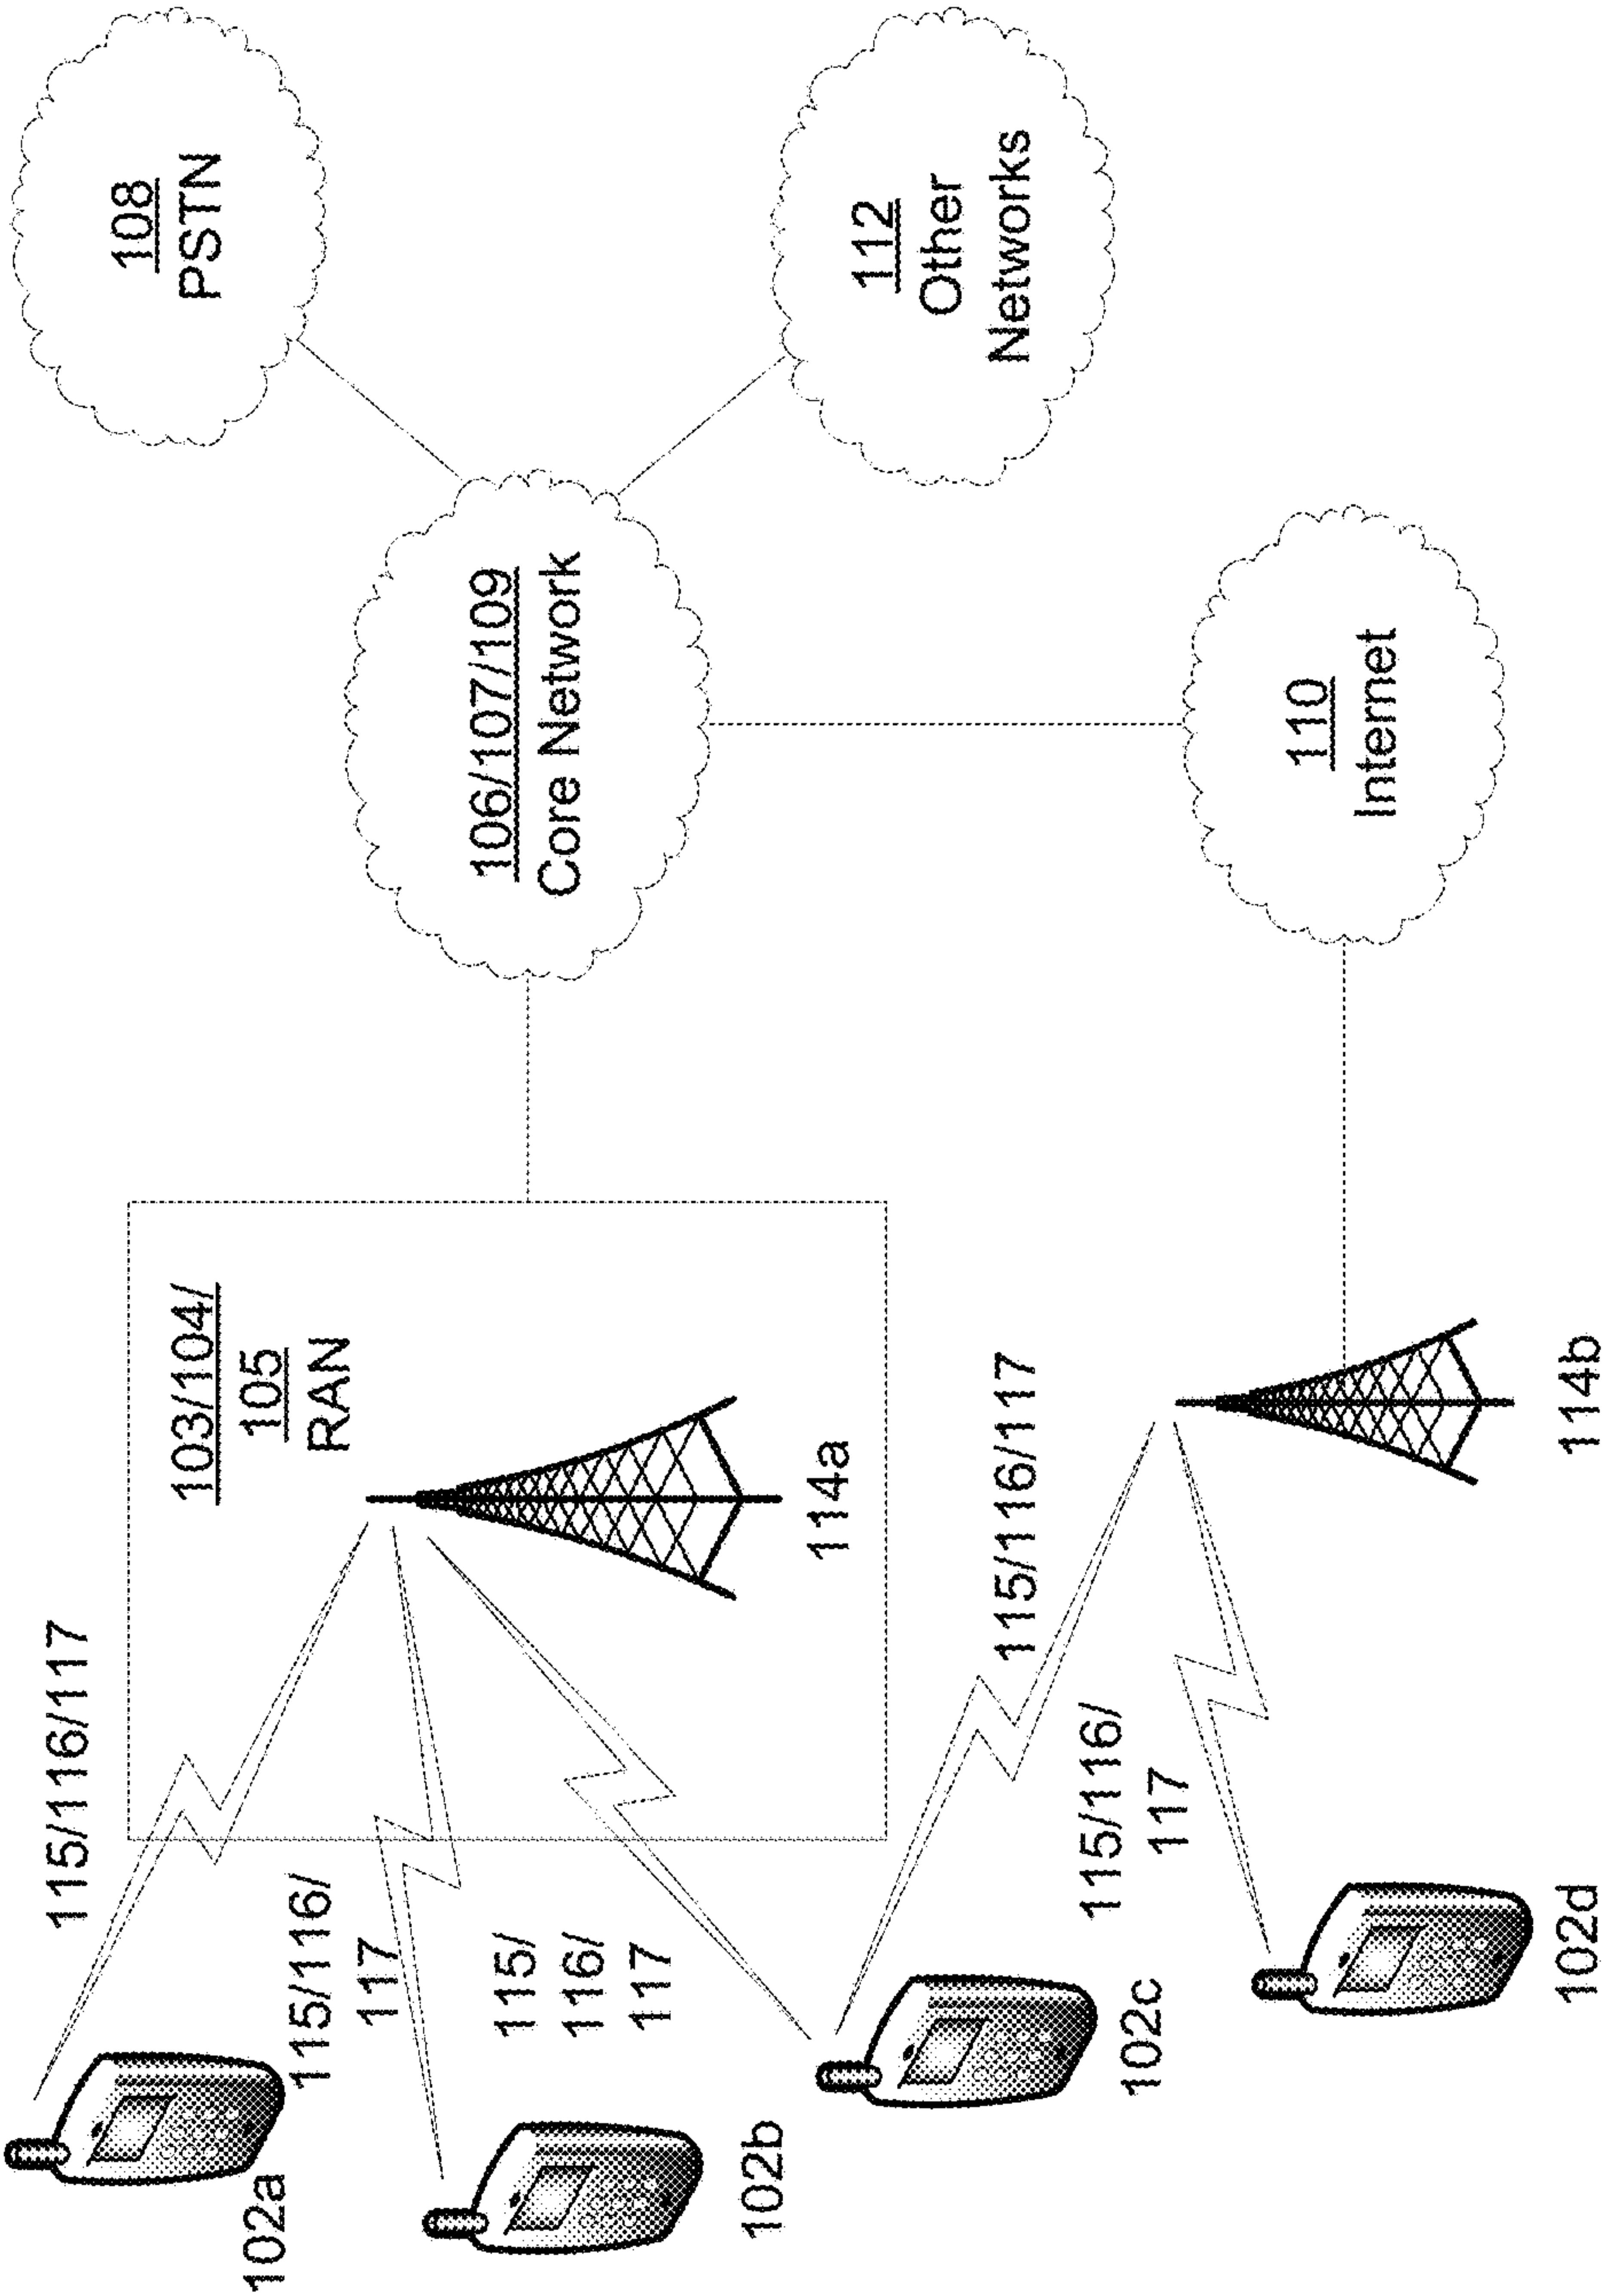 115/116/117
108
PSTN
103/104/
105
RAN
102a
115/116/
117
106/107/109
Core Network
115/
116/
117
102b
114a
112
Other
Networks
115/116/117
115/116/
117
102c
110
Internet
102d
114b